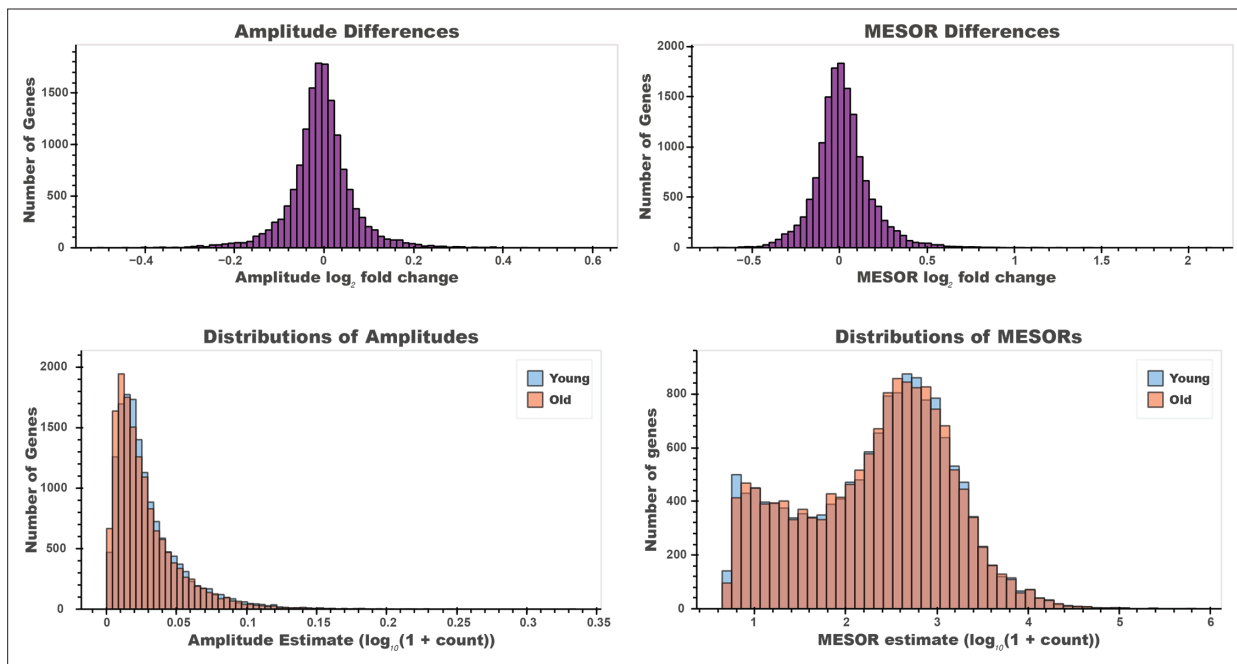 Amplitude Differences
Number of Genes
1500
1000
500
0
−0.4
−0.2
0
0.2
0.4
0.6
Amplitude log₂ fold change
MESOR Differences
Number of Genes
2000
1500
1000
500
0
−0.5
0
0.5
1
1.5
2
MESOR log₂ fold change
Distributions of Amplitudes
Number of Genes
2000
1500
1000
500
0
Young
Old
0
0.05
0.1
0.15
0.2
0.25
0.3
0.35
Amplitude Estimate (log₁₀(1 + count))
Distributions of MESORs
Number of genes
800
600
400
200
0
Young
Old
1
2
3
4
5
6
MESOR estimate (log₁₀(1 + count))